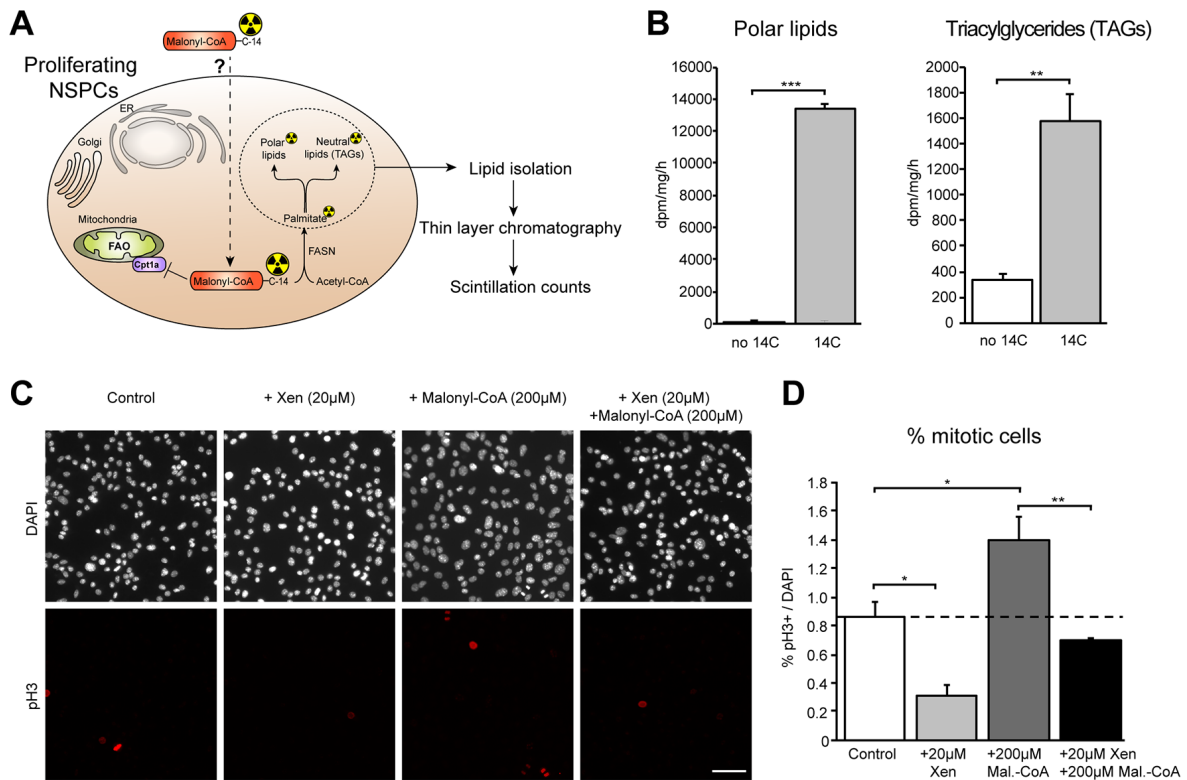 A
Malonyl-CoA
C-14
?
Proliferating
NSPCs
ER
Golgi
Polar
lipids
Neutral
lipids (TAGs)
Palmitate
Mitochondria
FAO
Cpt1a
FASN
Malonyl-CoA
C-14
Acetyl-CoA
Lipid isolation
Thin layer chromatography
Scintillation counts
B
Polar lipids
dpm/mg/h
16000
14000
12000
10000
8000
6000
4000
2000
0
***
no 14C
14C
Triacylglycerides (TAGs)
dpm/mg/h
2000
1800
1600
1400
1200
1000
800
600
400
200
0
**
no 14C
14C
C
Control
+ Xen (20µM)
+ Malonyl-CoA (200µM)
+ Xen (20µM)
+Malonyl-CoA (200µM)
DAPI
pH3
D
% mitotic cells
% pH3+ / DAPI
1.8
1.6
1.4
1.2
1.0
0.8
0.6
0.4
0.2
0
*
**
*
Control
+20µM
Xen
+200µM
Mal.-CoA
+20µM Xen
+200µM Mal.-CoA